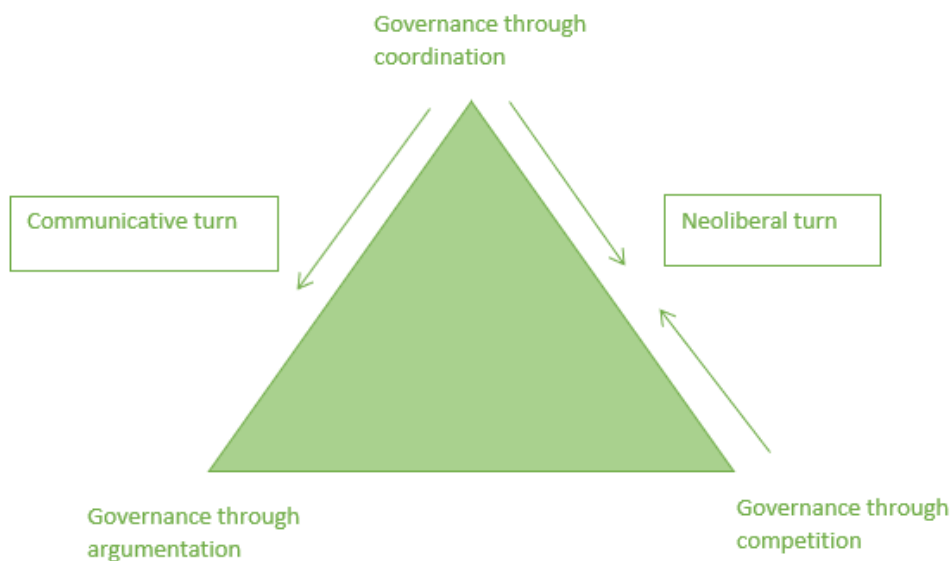 Governance through
coordination
Communicative turn
Neoliberal turn
Governance through
argumentation
Governance through
competition